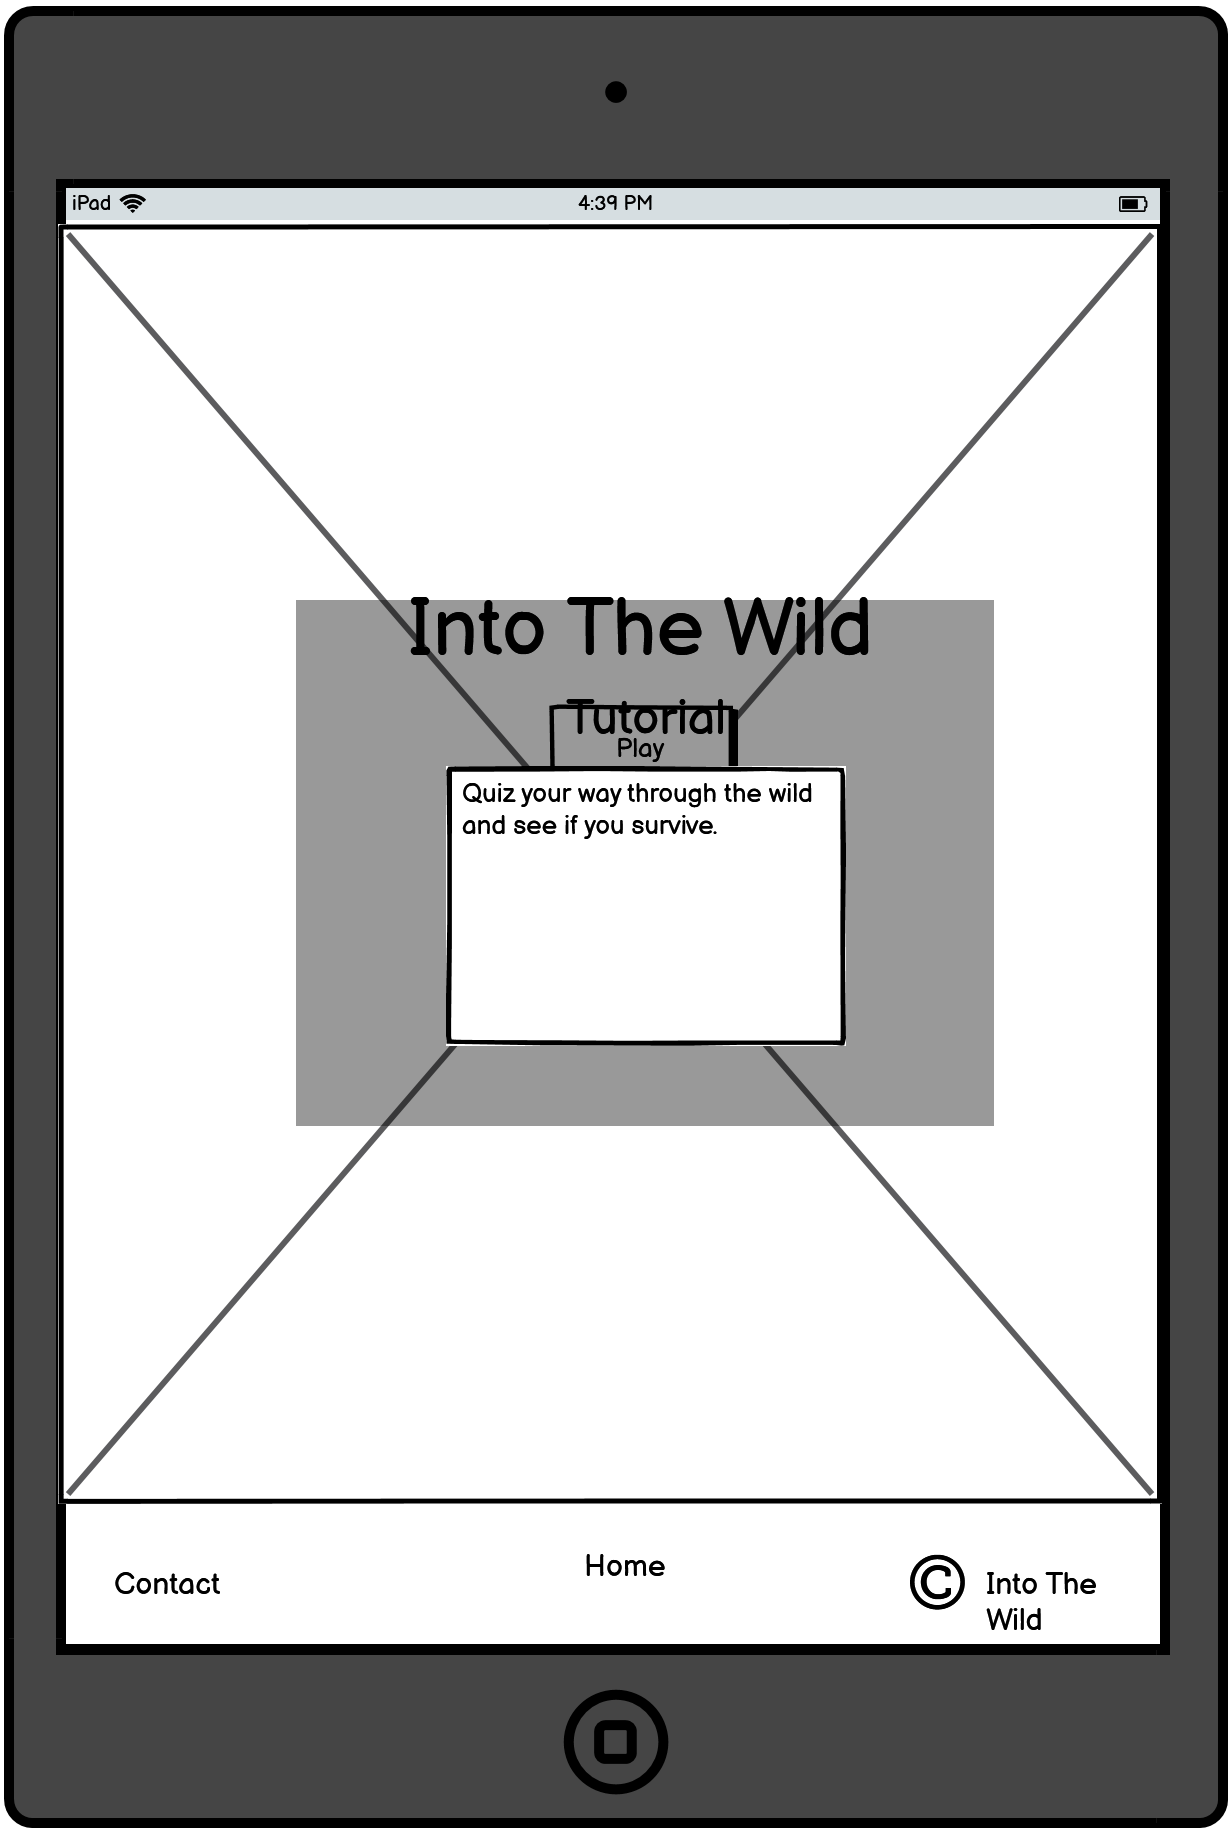 iPad 4:39 PM
Into The Wild
Tutorial
Play
Quiz your way through the wild
and see if you survive.
Home
Contact
© Into The
Wild